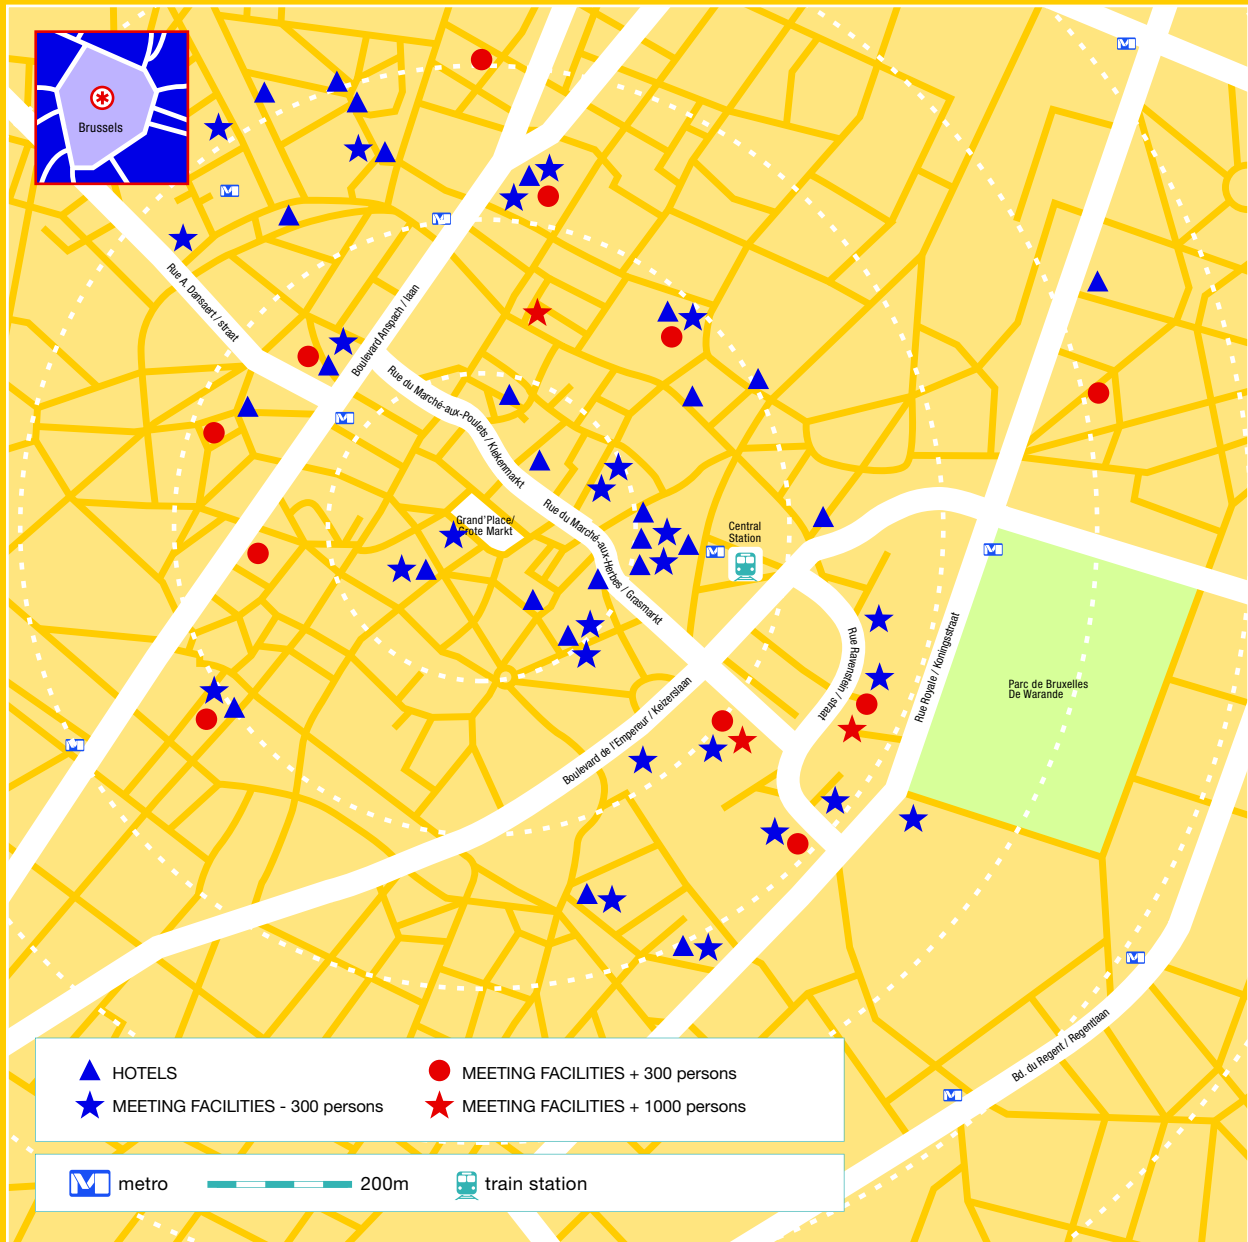 Brussels
Rue A. Dansaert / straat
Boulevard Anspach / laan
Rue du Marché-aux-Poulets / Kiekenmarkt
Grand'Place/
Grote Markt
Rue du Marché-aux-Herbes / Grasmarkt
Central
Station
Rue Ravenstein / straat
Rue Royale / Koningsstraat
Parc de Bruxelles
De Warande
Boulevard de l'Empereur / Keizerslaan
Bd. du Regent / Regentlaan
HOTELS
MEETING FACILITIES + 300 persons
MEETING FACILITIES - 300 persons
MEETING FACILITIES + 1000 persons
metro
200m
train station